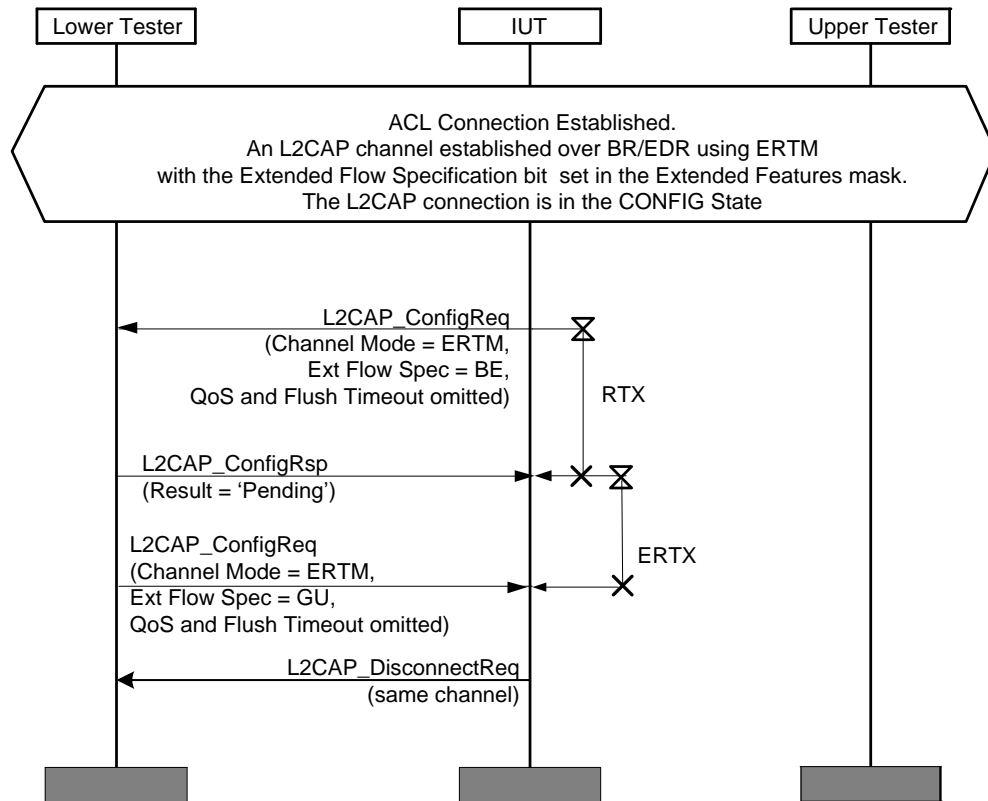 Lower Tester
IUT
Upper Tester
ACL Connection Established.
An L2CAP channel established over BR/EDR using ERTM
with the Extended Flow Specification bit set in the Extended Features mask.
The L2CAP connection is in the CONFIG State
L2CAP_ConfigReq
(Channel Mode = ERTM,
Ext Flow Spec = BE,
QoS and Flush Timeout omitted)
RTX
L2CAP_ConfigRsp
(Result = ‘Pending’)
L2CAP_ConfigReq
(Channel Mode = ERTM,
Ext Flow Spec = GU,
QoS and Flush Timeout omitted)
ERTX
L2CAP_DisconnectReq
(same channel)